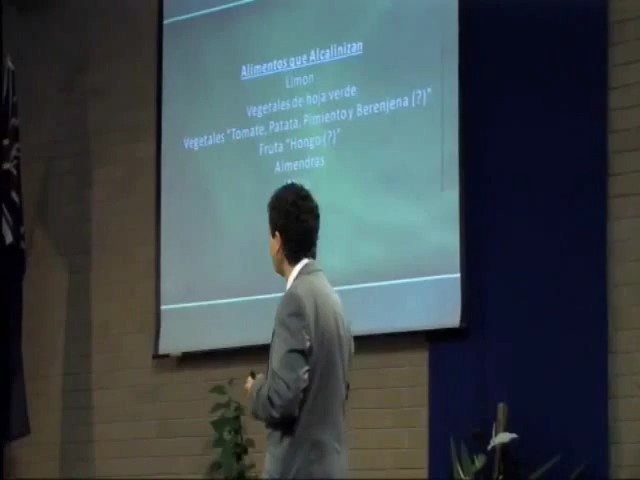 Alimentos que Alcalinizan
Limon
Vegetales de hoja verde
Vegetales "Tomate, Patata, Pimiento y Berenjena (?)"
Fruta "Hongo (?)"
Almendras